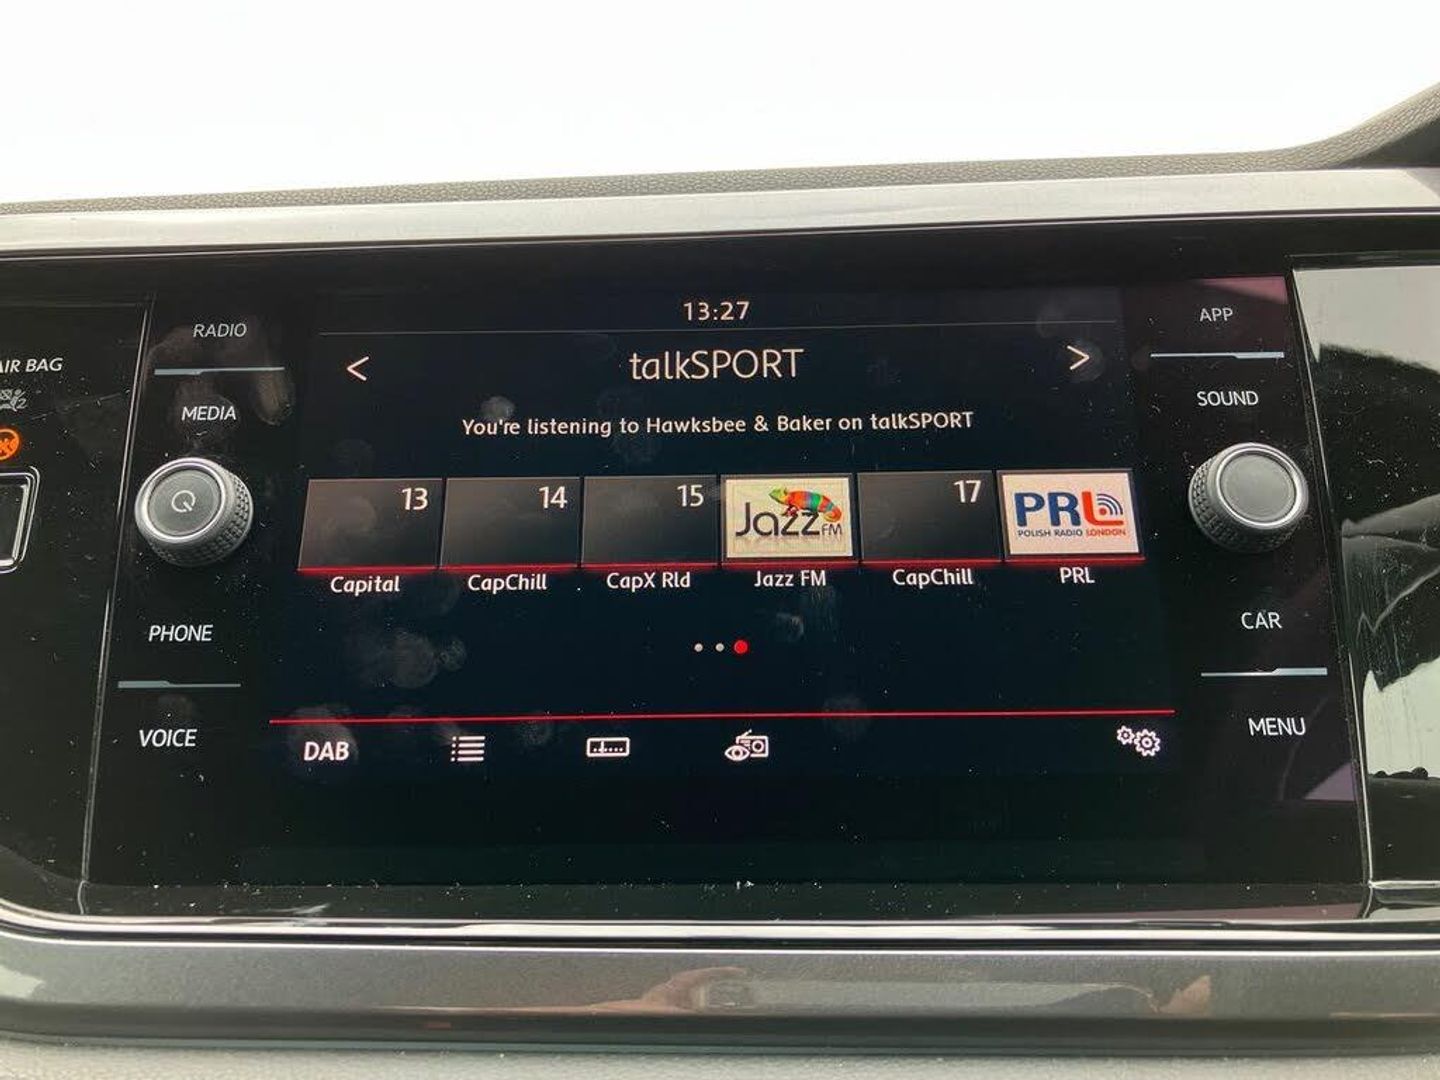 13:27
RADIO
APP
< talkSPORT >
AIR BAG
MEDIA
SOUND
You're listening to Hawksbee & Baker on talkSPORT
13
14
15
Jazz FM
17
PRL
POLISH RADIO LONDON
Capital
CapChill
CapX Rld
Jazz FM
CapChill
PRL
PHONE
CAR
VOICE
MENU
DAB